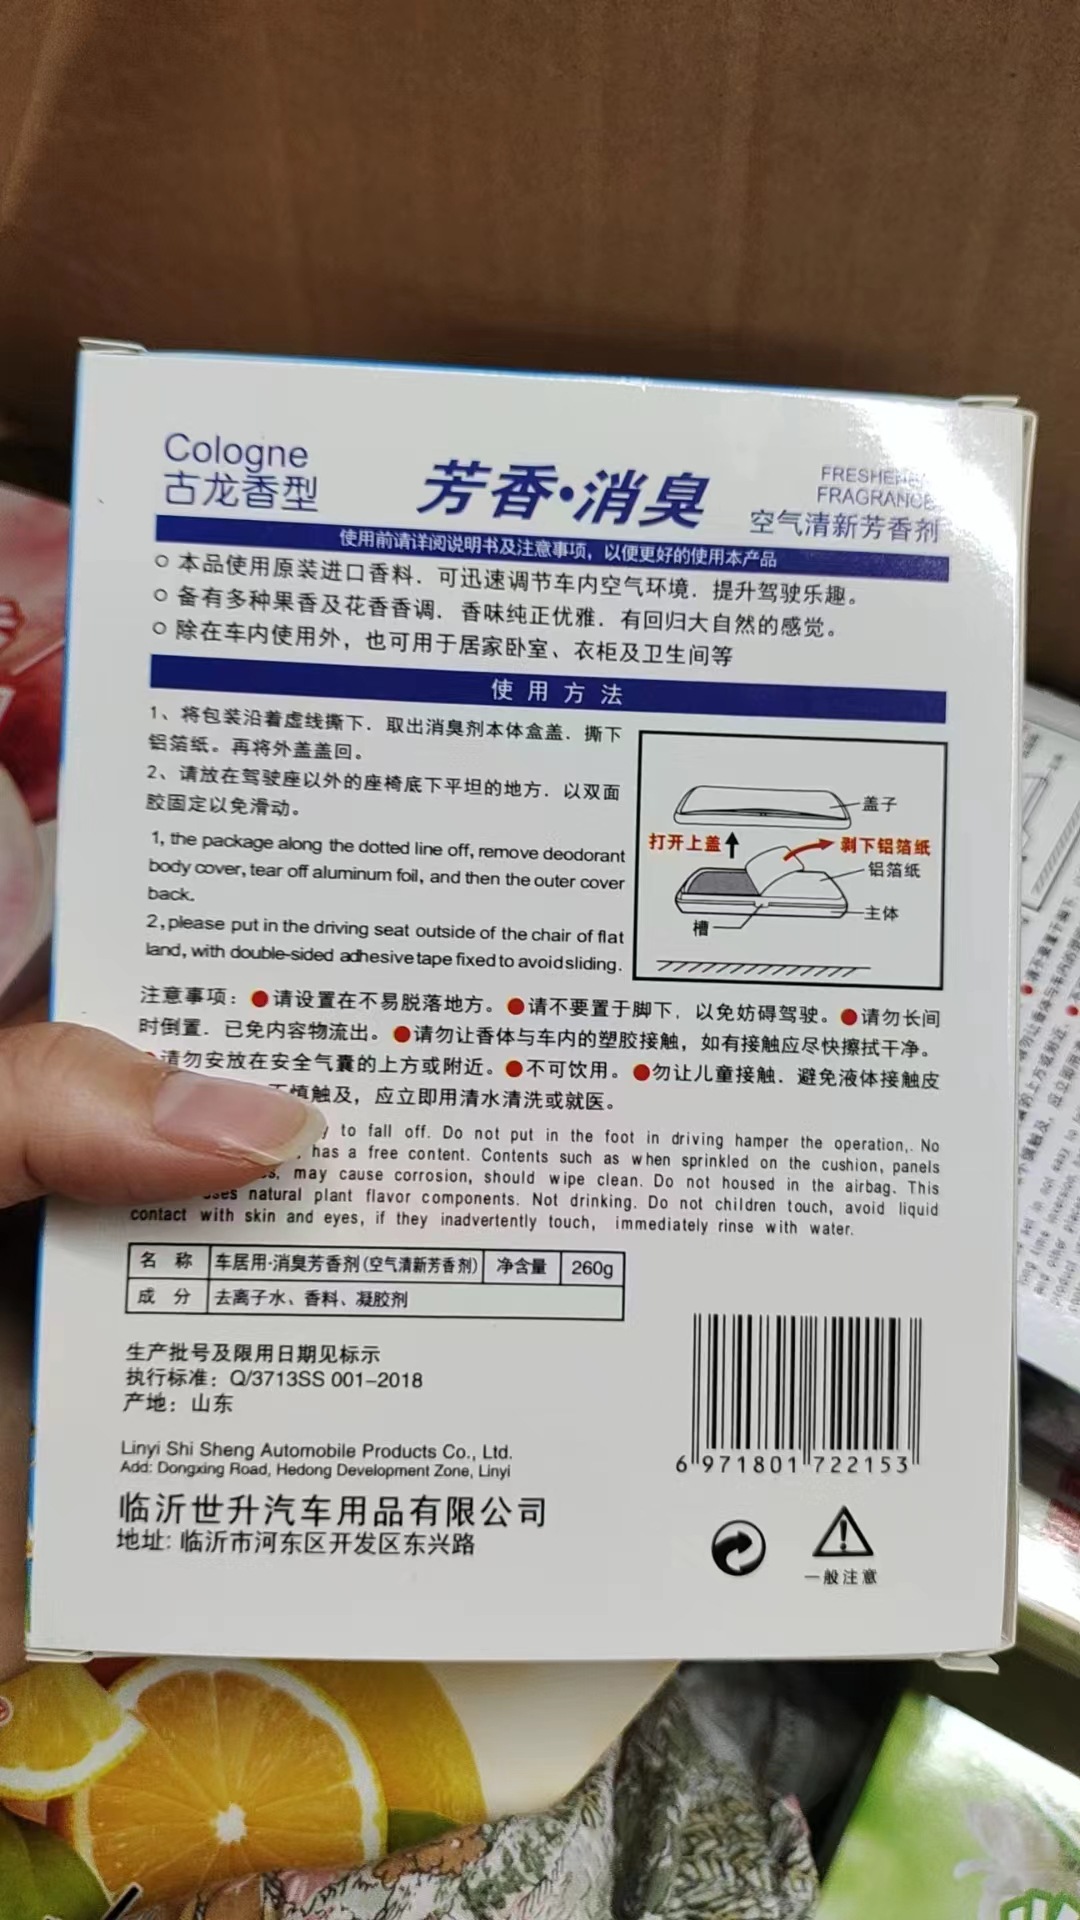 Cologne
古龙香型
芳香·消臭
FRESHENER
FRAGRANCE
空气清新芳香剂
使用前请详阅说明书及注意事项，以便更好的使用本产品
○ 本品使用原装进口香料．可迅速调节车内空气环境．提升驾驶乐趣。
○ 备有多种果香及花香香调．香味纯正优雅．有回归大自然的感觉。
○ 除在车内使用外，也可用于居家卧室、衣柜及卫生间等
使用方法
1、将包装沿着虚线撕下．取出消臭剂本体盒盖．撕下
铝箔纸。再将外盖盖回。
2、请放在驾驶座以外的座椅底下平坦的地方．以双面
胶固定以免滑动。
1, the package along the dotted line off, remove deodorant
body cover, tear off aluminum foil, and then the outer cover
back.
2, please put in the driving seat outside of the chair of flat
land, with double-sided adhesive tape fixed to avoid sliding.
盖子
打开上盖
剥下铝箔纸
铝箔纸
主体
槽
注意事项：●请设置在不易脱落地方。●请不要置于脚下．以免妨碍驾驶。●请勿长间
时倒置．已免内容物流出。●请勿让香体与车内的塑胶接触，如有接触应尽快擦拭干净。
●请勿安放在安全气囊的上方或附近。●不可饮用。●勿让儿童接触．避免液体接触皮
慎触及，应立即用清水清洗或就医。
to fall off. Do not put in the foot in driving hamper the operation,. No
has a free content. Contents such as when sprinkled on the cushion, panels
may cause corrosion, should wipe clean. Do not housed in the airbag. This
natural plant flavor components. Not drinking. Do not children touch, avoid liquid
contact with skin and eyes, if they inadvertently touch, immediately rinse with water.
名 称 车居用·消臭芳香剂(空气清新芳香剂) 净含量 260g
成 分 去离子水、香料、凝胶剂
生产批号及限用日期见标示
执行标准：Q/3713SS 001-2018
产地：山东
Linyi Shi Sheng Automobile Products Co., Ltd.
Add: Dongxing Road, Hedong Development Zone, Linyi
临沂世升汽车用品有限公司
地址: 临沂市河东区开发区东兴路
6 971801 722153
一般注意